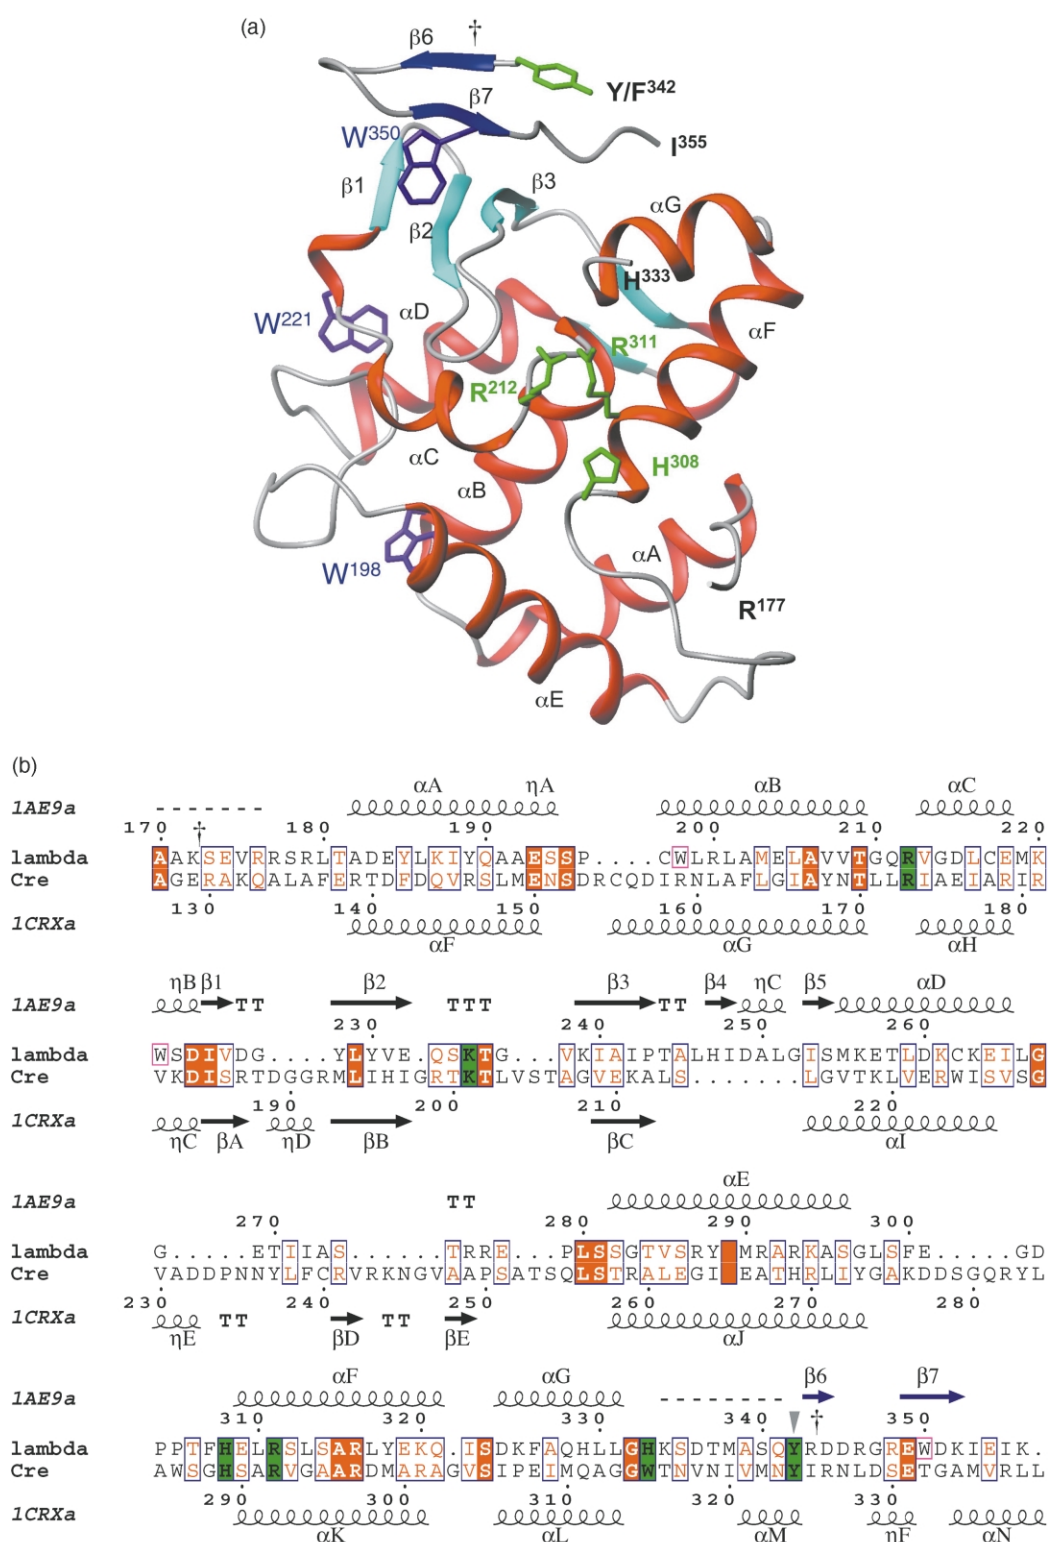 (a)
β6 †
Y/F³⁴²
β7
W³⁵⁰
I³⁵⁵
β1
β3
αG
β2
H³³³
αD
W²²¹
αF
R³¹¹
R²¹²
αC
H³⁰⁸
αB
αA
W¹⁹⁸
R¹⁷⁷
αE
(b)
αA ηA αB αC
1AE9a
170 † 180 190 200 210 220
lambda AAKSEVRRSRLTADEYLKIYQAAESSP....CWLRLAMELAVVTGQRVGDLCEMK
Cre AGERAKQALAFERTDFDQVRSLMENSDRCQDIRNLAFLGIAYNTLLRIAEIARIR
130 140 150 160 170 180
1CRXa
αF αG αH
ηB β1 TT β2 TTT β3 TT β4 ηC β5 αD
1AE9a
230 240 250 260
lambda WSDIVDG....YLYVE.QSKTG...VKIAIPTALHIDALGISMKETLDKCKEILG
Cre VKDISRTDGGRMLIHIGRTKTLVSTAGVEKALS.......LGVTKLVERWISVSG
190 200 210 220
1CRXa
ηC βA ηD βB βC αI
αE
1AE9a TT
270 280 290 300
lambda G.....ETIIAS......TRRE...PLSSGTVSRY MRARKASGLSFE.....GD
Cre VADDPNNYLFCRVRKNGVAAPSATSQLSTRALEGI EATHRLIYGAKDDSGQRYL
230 240 250 260 270 280
1CRXa TT TT
ηE βD βE αJ
αF αG β6 β7
1AE9a
310 320 330 340 † 350
lambda PPTFHELRSLSARLYEKQ.ISDKFAQHLLGHKSDTMASQYRDDRGREWDKIEIK.
Cre AWSGHSARVGAARDMARAGVSIPEIMQAGGWTNVNIVMNYIRNLDSETGAMVRLL
290 300 310 320 330
1CRXa
αK αL αM ηF αN